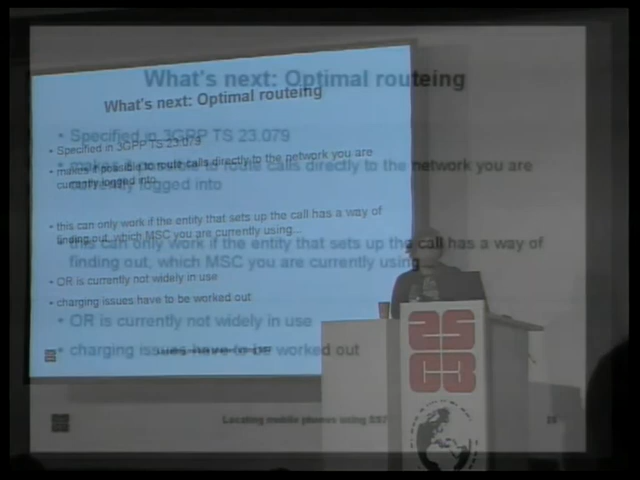 What's next: Optimal routeing
• Specified in 3GPP TS 23.079
• makes it possible to route calls directly to the network you are
currently logged into
• this can only work if the entity that sets up the call has a way of
finding out, which MSC you are currently using...
• OR is currently not widely in use
• charging issues have to be worked out
What's next: Optimal routeing
• Specified in 3GPP TS 23.079
• makes it possible to route calls directly to the network you are
currently logged into
• this can only work if the entity that sets up the call has a way of
finding out, which MSC you are currently using...
• OR is currently not widely in use
• charging issues have to be worked out
Locating mobile phones using SS7
25C3